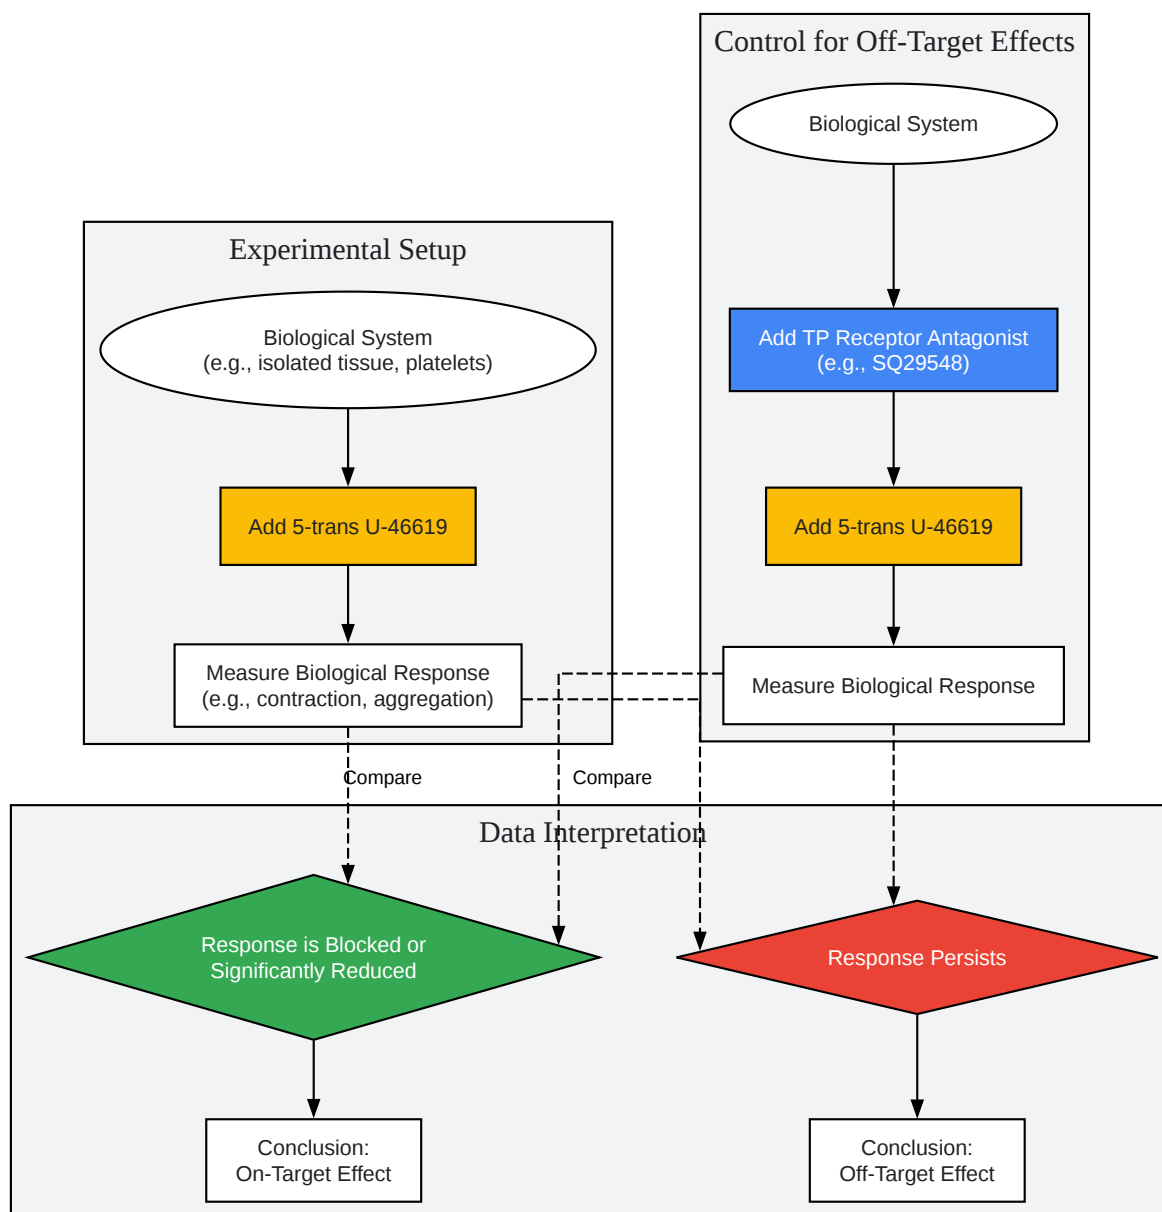 Control for Off-Target Effects
Biological System
Experimental Setup
Biological System
(e.g., isolated tissue, platelets)
Add TP Receptor Antagonist
(e.g., SQ29548)
Add 5-trans U-46619
Add 5-trans U-46619
Measure Biological Response
(e.g., contraction, aggregation)
Measure Biological Response
Compare
Compare
Data Interpretation
Response is Blocked or
Significantly Reduced
Response Persists
Conclusion:
On-Target Effect
Conclusion:
Off-Target Effect